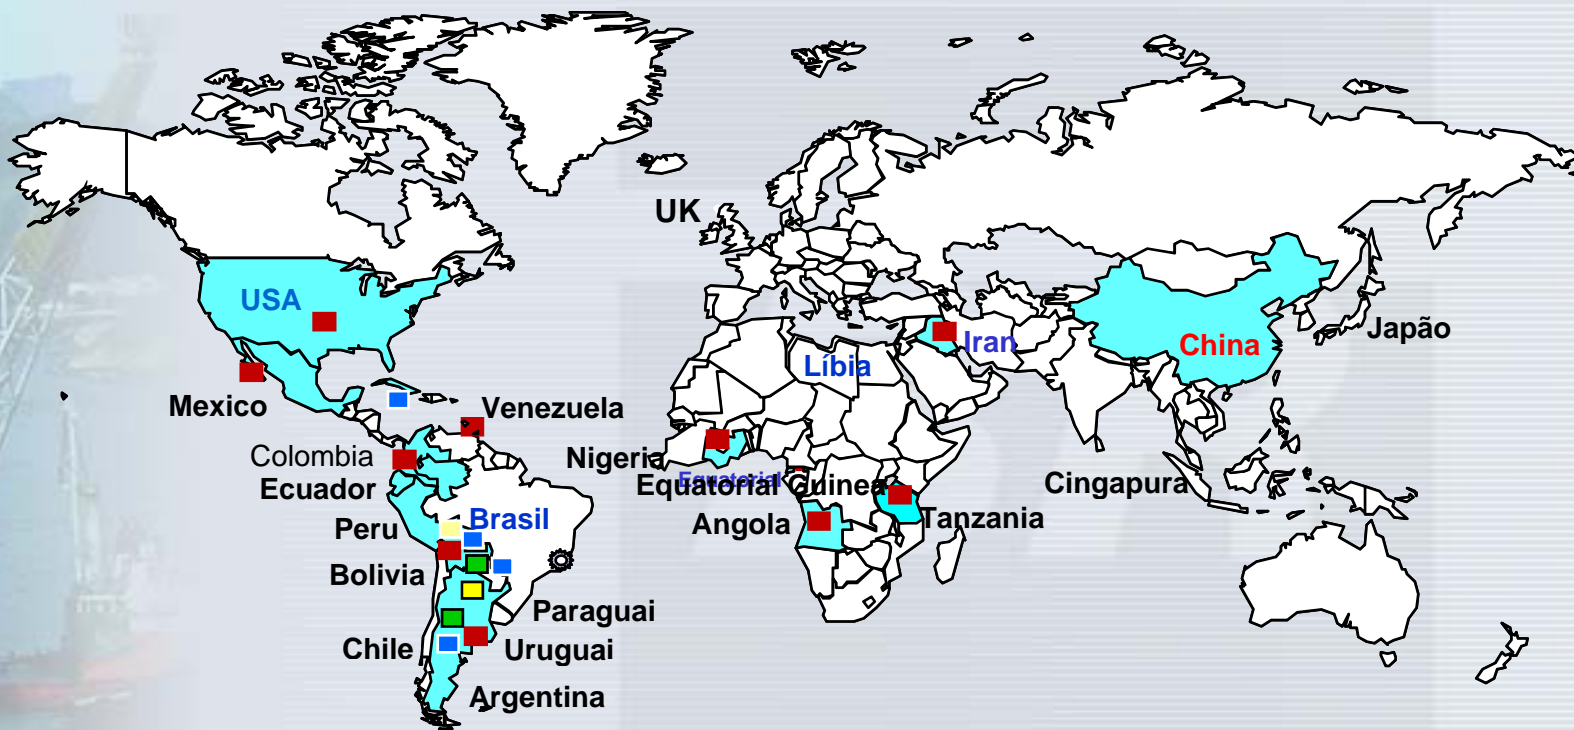 UK
USA
Japão
Iran
China
Líbia
Mexico
Venezuela
Colombia
Nigeria
Equatorial
Equatorial Guinea
Cingapura
Ecuador
Peru
Brasil
Angola
Tanzania
Bolivia
Paraguai
Chile
Uruguai
Argentina